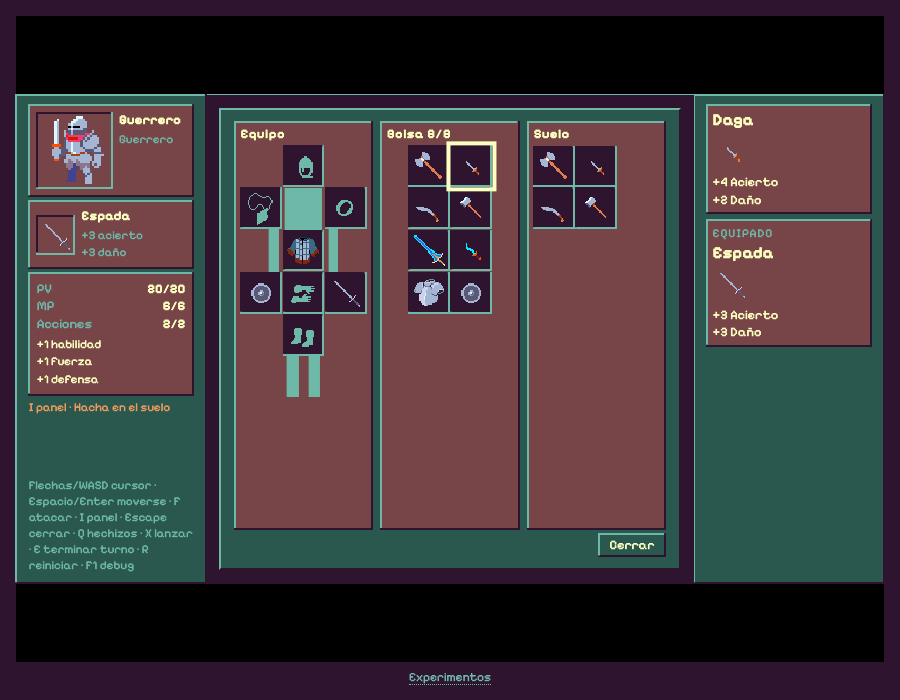 Guerrero
Guerrero
Espada
+3 acierto
+3 daño
PV 80/80
MP 6/6
Acciones 8/8
+1 habilidad
+1 fuerza
+1 defensa
I panel · Hacha en el suelo
Flechas/WASD cursor ·
Espacio/Enter moverse · F
atacar · I panel · Escape
cerrar · Q hechizos · X lanzar
· E terminar turno · R
reiniciar · F1 debug
Equipo
Bolsa 8/8
Suelo
Cerrar
Daga
+4 Acierto
+2 Daño
EQUIPADO
Espada
+3 Acierto
+3 Daño
Experimentos